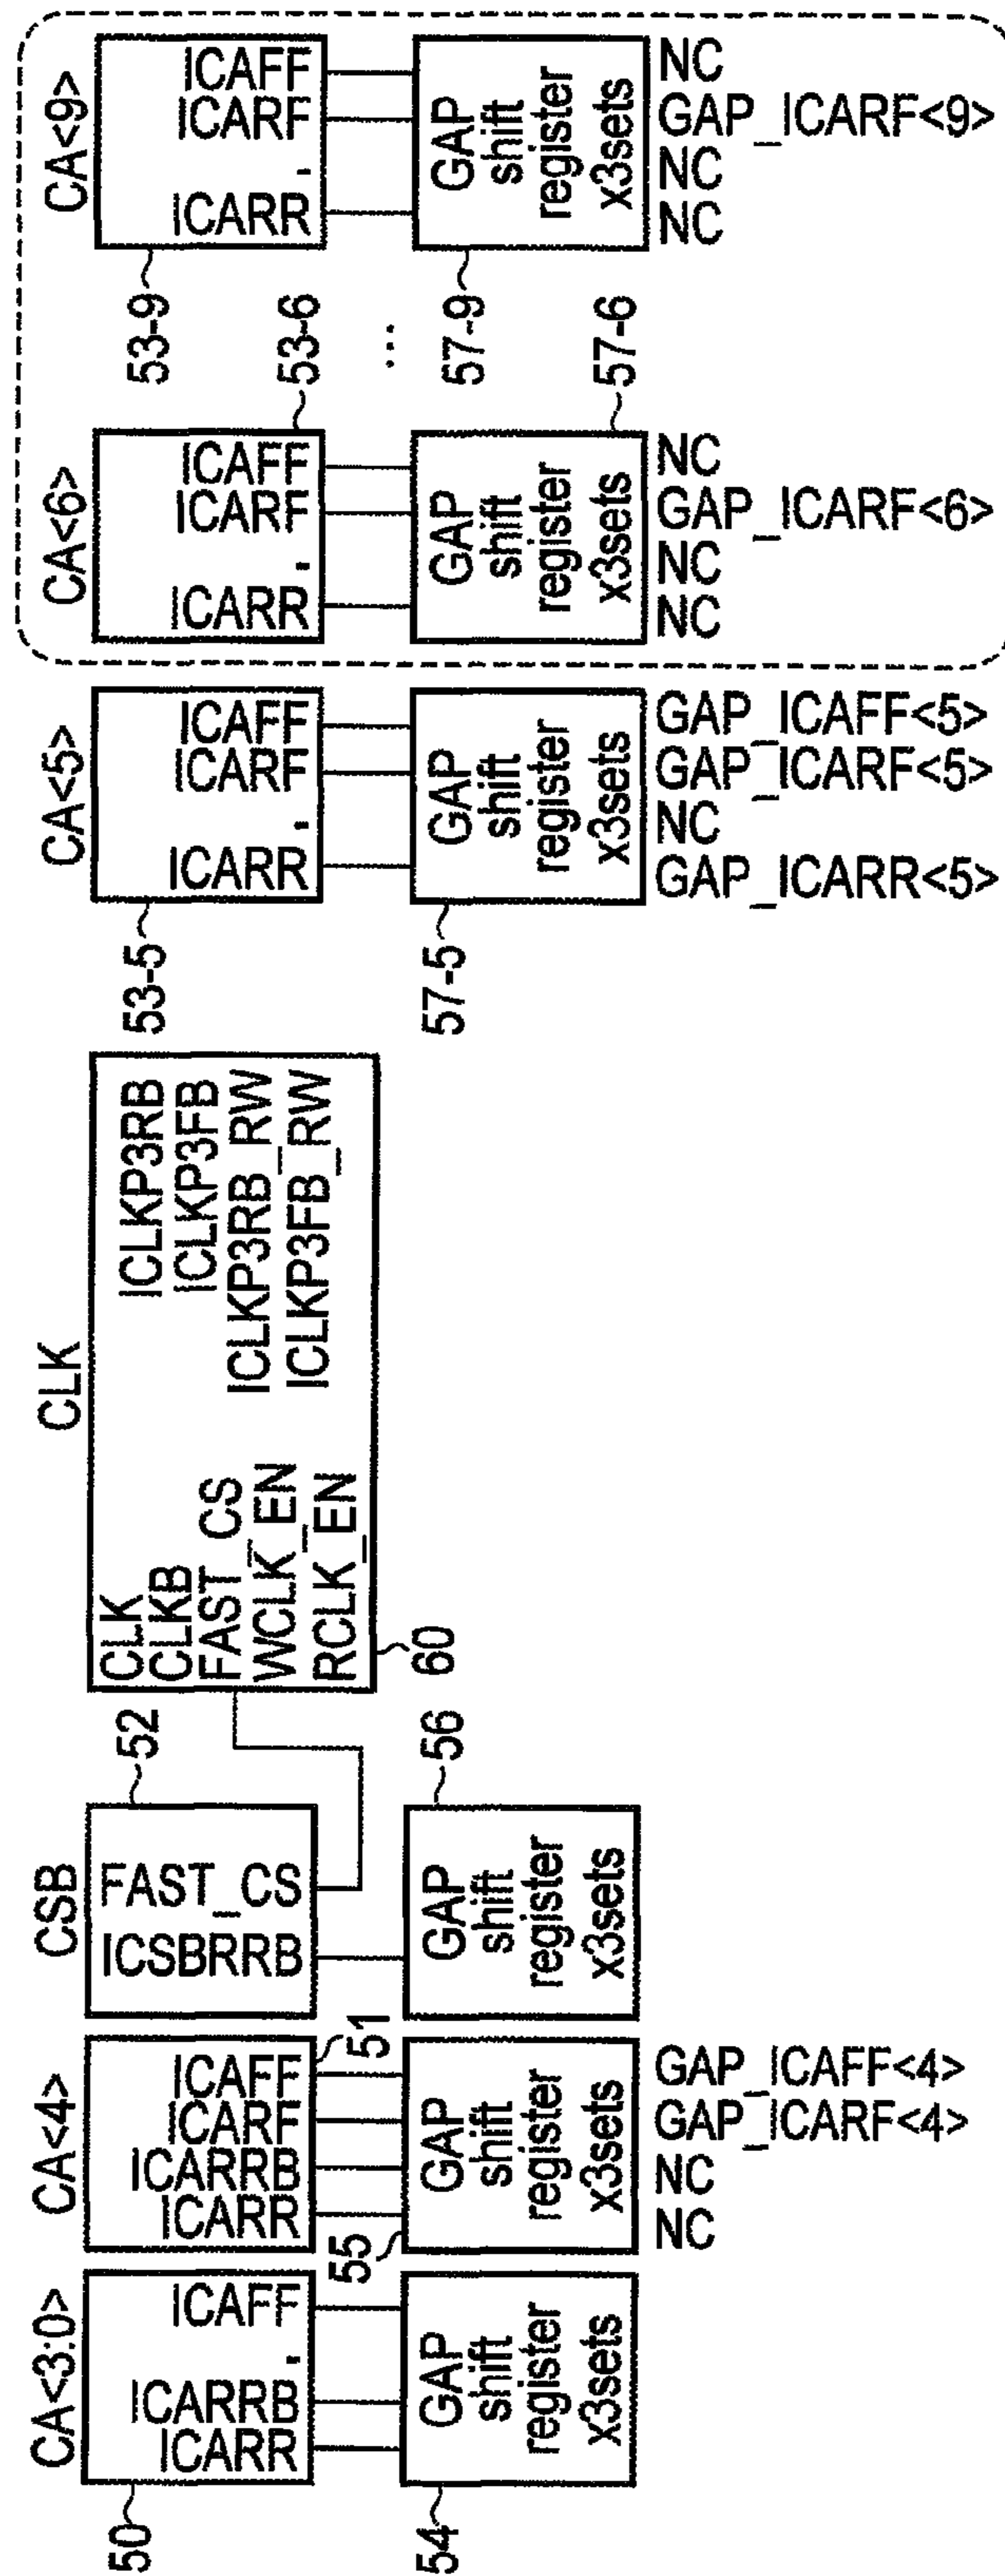 CA<3:0>
ICARR
ICARRB
.
ICAFF
50
GAP
shift
register
x3sets
54
CA<4>
ICARR
ICARRB
ICARF
ICAFF
51
GAP
shift
register
x3sets
55
NC
NC
GAP_ICARF<4>
GAP_ICAFF<4>
CSB
ICSBRRB
FAST_CS
52
GAP
shift
register
x3sets
56
CLK
CLK
CLKB
FAST_CS
WCLK_EN
RCLK_EN
ICLKP3RB
ICLKP3FB
ICLKP3RB_RW
ICLKP3FB_RW
60
CA<5>
ICARR
.
ICARF
ICAFF
53-5
GAP
shift
register
x3sets
57-5
GAP_ICARR<5>
NC
GAP_ICARF<5>
GAP_ICAFF<5>
CA<6>
ICARR
.
ICARF
ICAFF
53-6
GAP
shift
register
x3sets
57-6
NC
NC
GAP_ICARF<6>
NC
...
CA<9>
ICARR
.
ICARF
ICAFF
53-9
GAP
shift
register
x3sets
57-9
NC
NC
GAP_ICARF<9>
NC